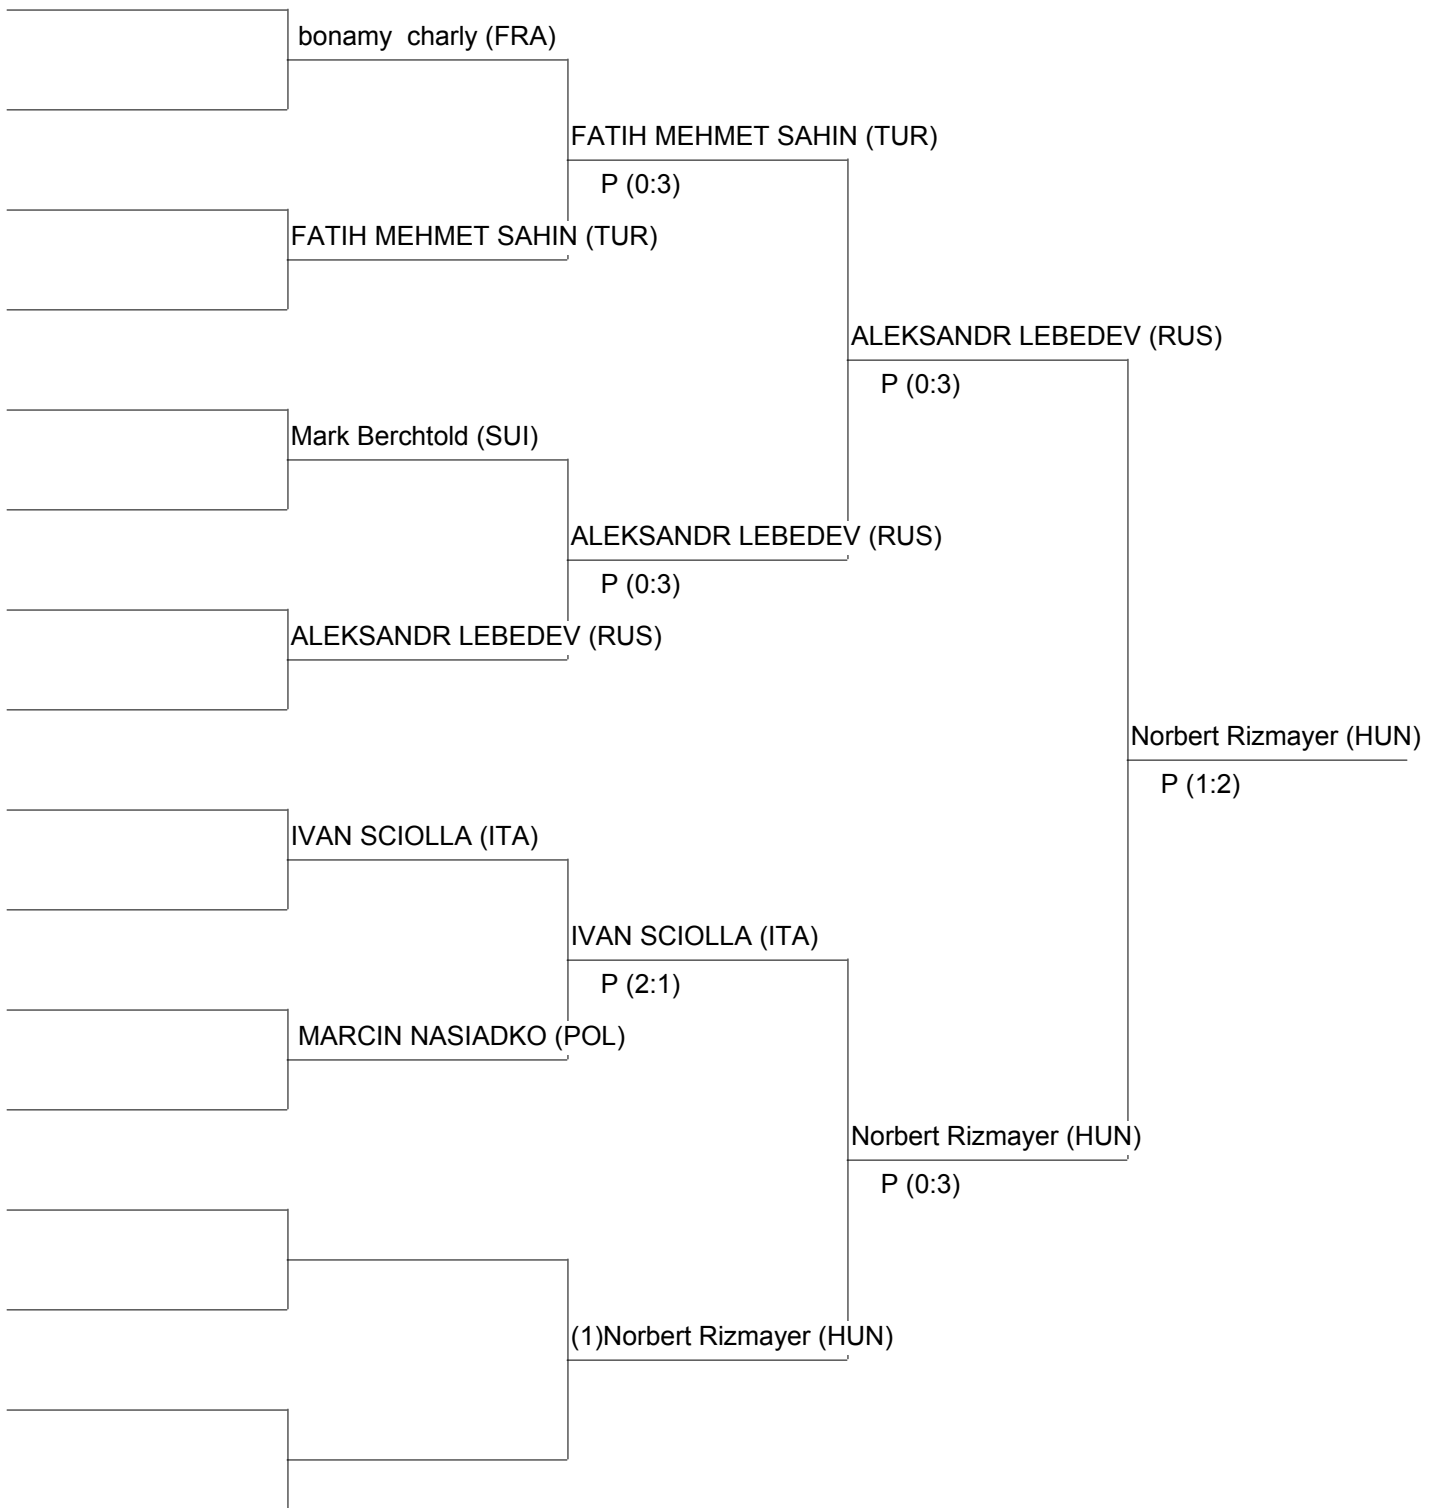 bonamy  charly (FRA)
FATIH MEHMET SAHIN (TUR)
P (0:3)
FATIH MEHMET SAHIN (TUR)
ALEKSANDR LEBEDEV (RUS)
P (0:3)
Mark Berchtold (SUI)
ALEKSANDR LEBEDEV (RUS)
P (0:3)
ALEKSANDR LEBEDEV (RUS)
Norbert Rizmayer (HUN)
P (1:2)
IVAN SCIOLLA (ITA)
IVAN SCIOLLA (ITA)
P (2:1)
MARCIN NASIADKO (POL)
Norbert Rizmayer (HUN)
P (0:3)
(1)Norbert Rizmayer (HUN)